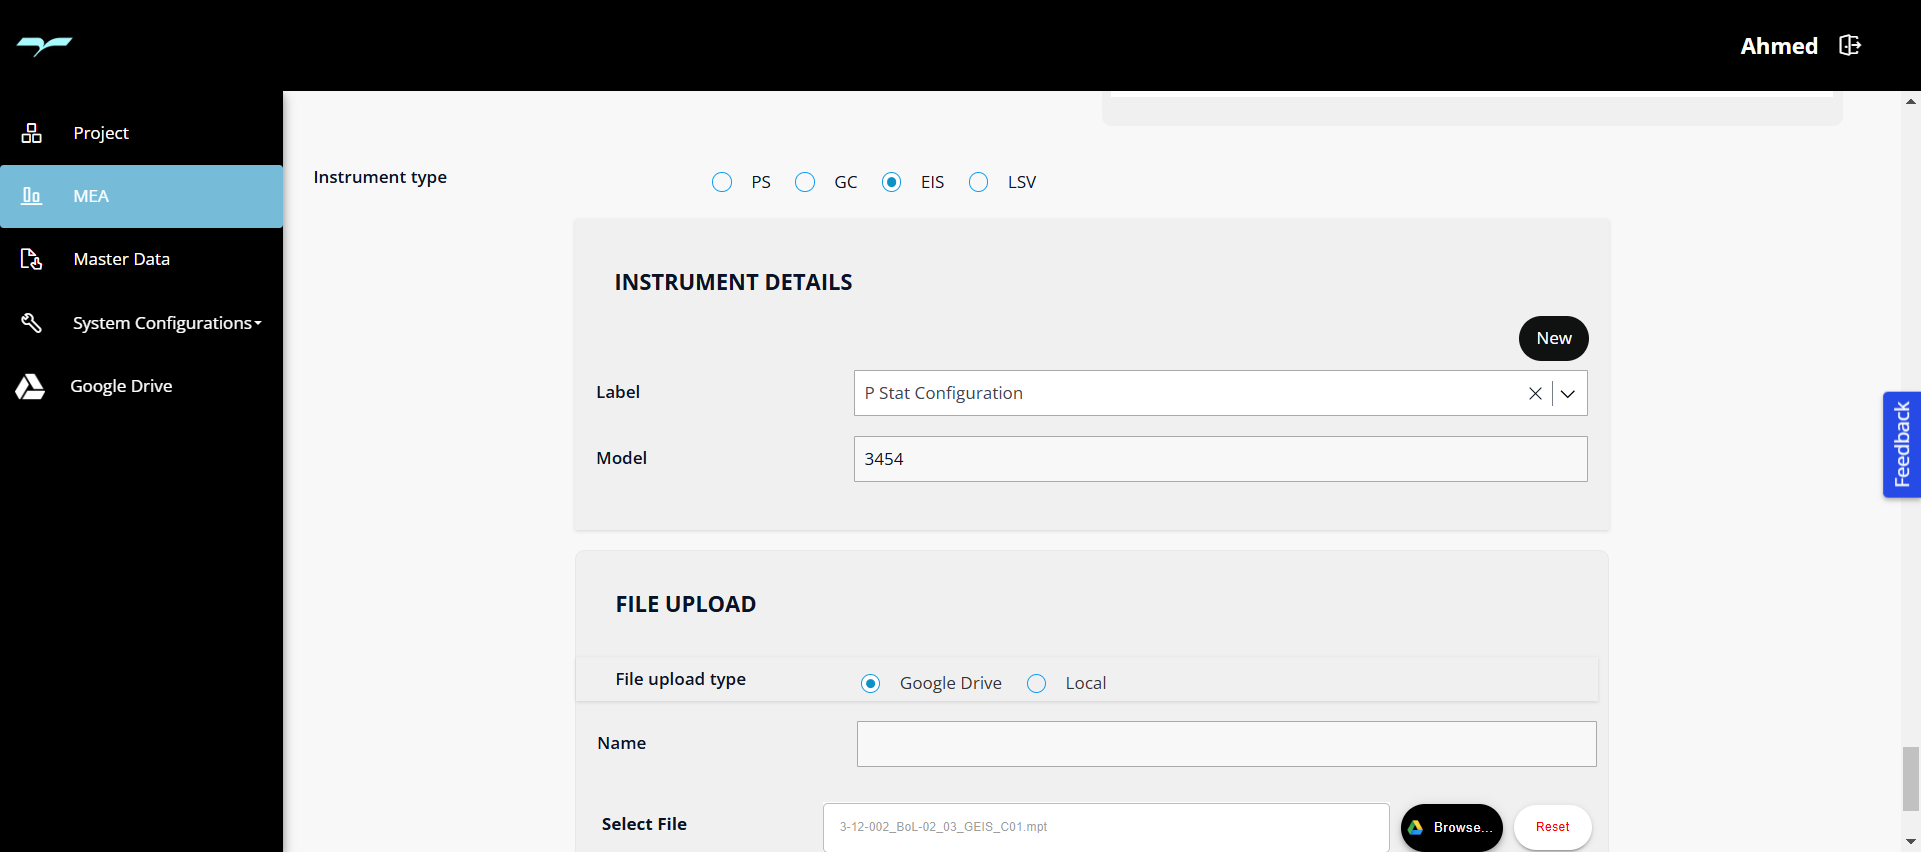 Ahmed
Project
MEA
Master Data
System Configurations
Google Drive
Instrument type
PS GC EIS LSV
INSTRUMENT DETAILS
New
Label
P Stat Configuration
Model
3454
FILE UPLOAD
File upload type
Google Drive Local
Name
Select File
3-12-002_BoL-02_03_GEIS_C01.mpt
Browse...
Reset
Feedback